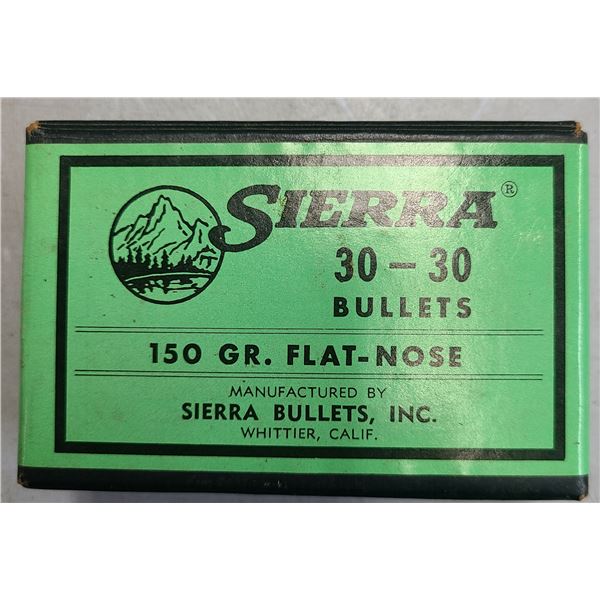 SIERRA®
30-30
BULLETS
150 GR. FLAT-NOSE
MANUFACTURED BY
SIERRA BULLETS, INC.
WHITTIER, CALIF.